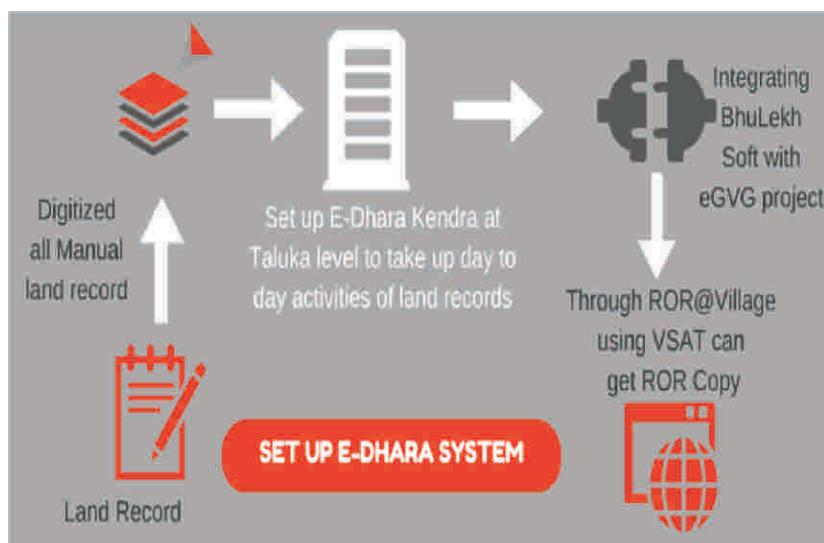 Land Record
Digitized
all Manual
land record
Set up E-Dhara Kendra at
Taluka level to take up day to
day activities of land records
Integrating
BhuLekh
Soft with
eGVG project
Through ROR@Village
using VSAT can
get ROR Copy
SET UP E-DHARA SYSTEM